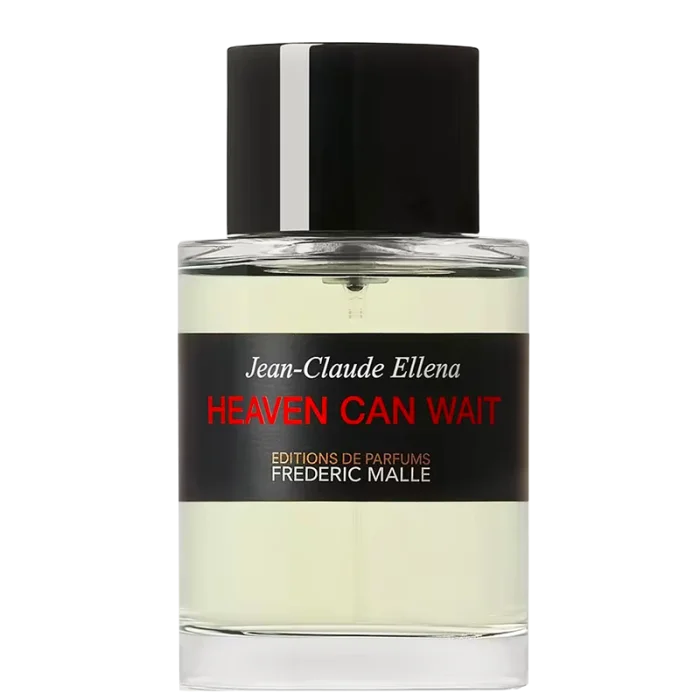 Jean-Claude Ellena
HEAVEN CAN WAIT
EDITIONS DE PARFUMS
FREDERIC MALLE